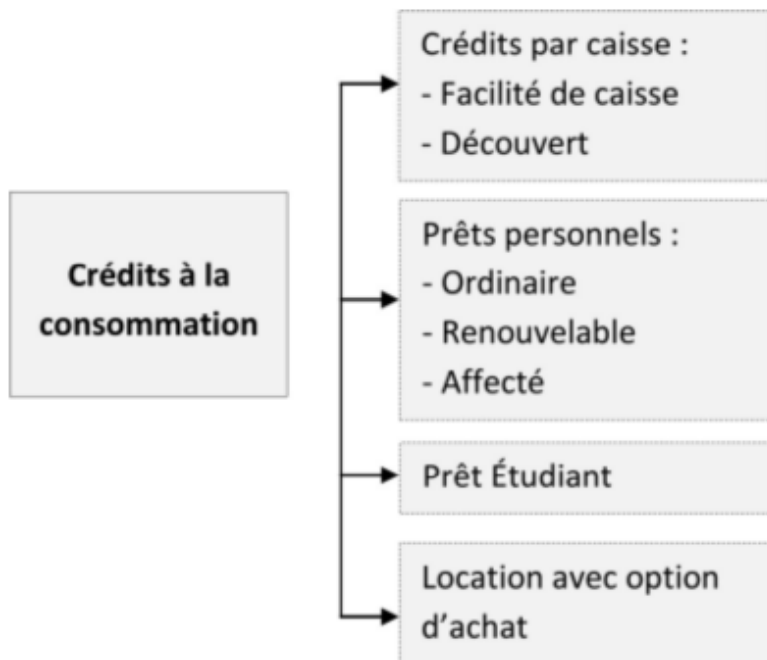 Crédits à la
consommation
Crédits par caisse :
- Facilité de caisse
- Découvert
Prêts personnels :
- Ordinaire
- Renouvelable
- Affecté
Prêt Étudiant
Location avec option
d’achat